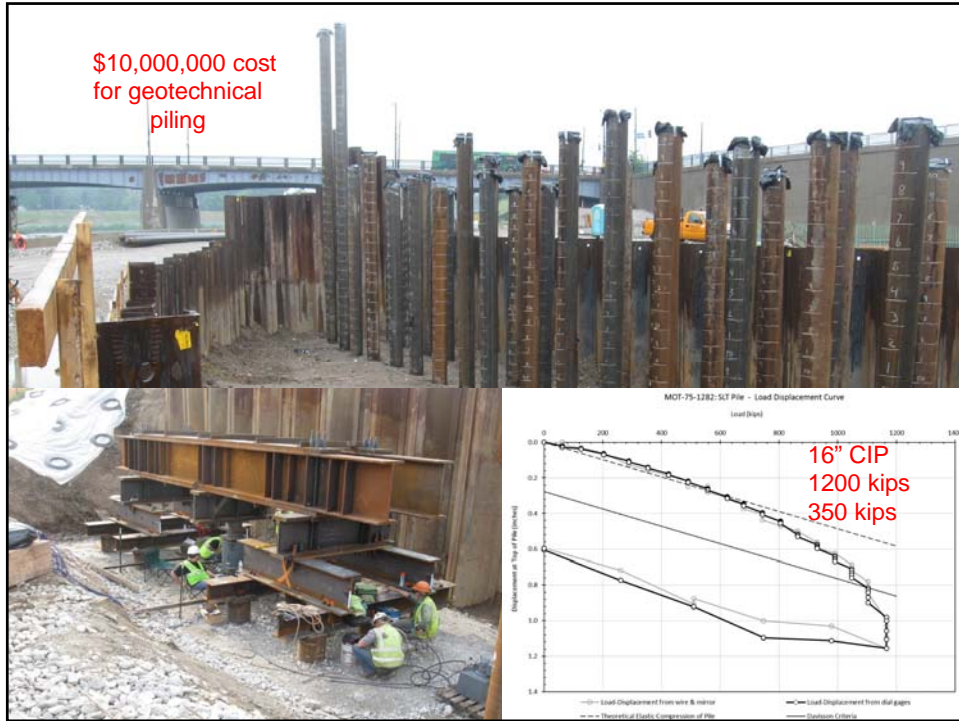 $10,000,000 cost
for geotechnical
piling
MOT-75-1282: SLT Pile - Load Displacement Curve
Load (kips)
0 200 400 600 800 1000 1200 1400
0.0
0.2
0.4
0.6
0.8
1.0
1.2
1.4
Displacement at Top of Pile (inches)
16” CIP
1200 kips
350 kips
Load-Displacement from wire & mirror
Load-Displacement from dial gages
Theoretical Elastic Compression of Pile
Davisson Criteria